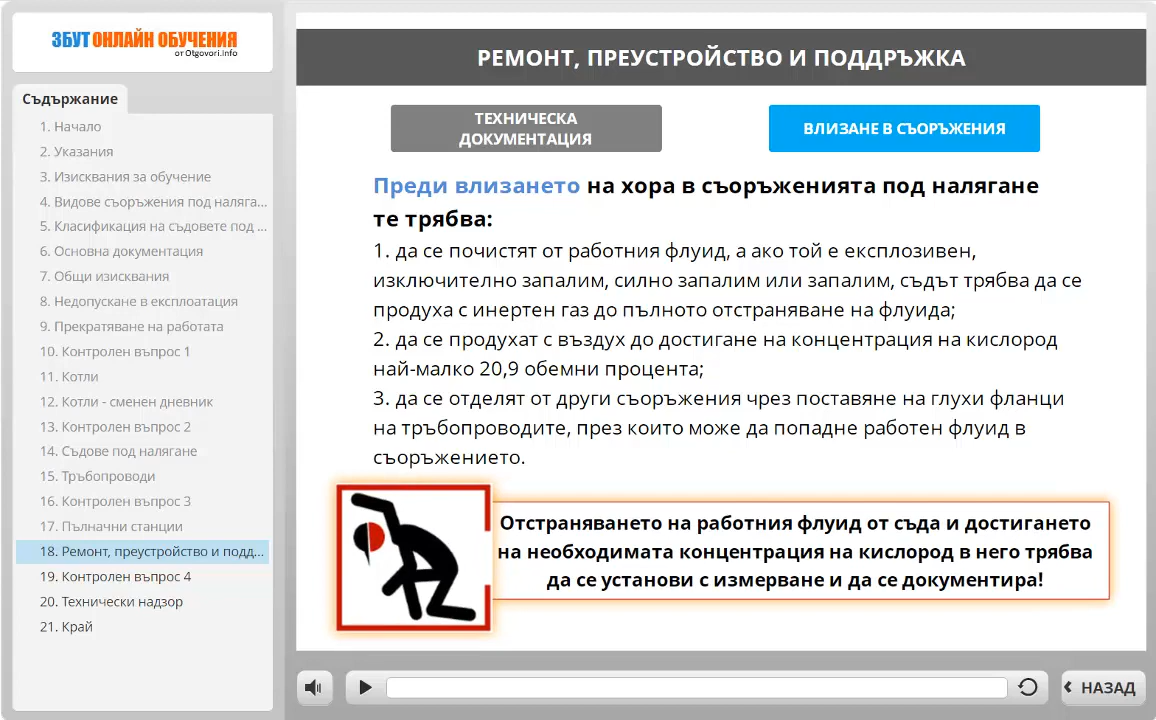 ЗБУТ ОНЛАЙН ОБУЧЕНИЯ
от Otgovori.Info
Съдържание
1. Начало
2. Указания
3. Изисквания за обучение
4. Видове съоръжения под наляга...
5. Класификация на съдовете под ...
6. Основна документация
7. Общи изисквания
8. Недопускане в експлоатация
9. Прекратяване на работата
10. Контролен въпрос 1
11. Котли
12. Котли - сменен дневник
13. Контролен въпрос 2
14. Съдове под налягане
15. Тръбопроводи
16. Контролен въпрос 3
17. Пълначни станции
18. Ремонт, преустройство и подд...
19. Контролен въпрос 4
20. Технически надзор
21. Край
РЕМОНТ, ПРЕУСТРОЙСТВО И ПОДДРЪЖКА
ТЕХНИЧЕСКА
ДОКУМЕНТАЦИЯ
ВЛИЗАНЕ В СЪОРЪЖЕНИЯ
Преди влизането на хора в съоръженията под налягане
те трябва:
1. да се почистят от работния флуид, а ако той е експлозивен,
изключително запалим, силно запалим или запалим, съдът трябва да се
продуха с инертен газ до пълното отстраняване на флуида;
2. да се продухат с въздух до достигане на концентрация на кислород
най-малко 20,9 обемни процента;
3. да се отделят от други съоръжения чрез поставяне на глухи фланци
на тръбопроводите, през които може да попадне работен флуид в
съоръжението.
Отстраняването на работния флуид от съда и достигането
на необходимата концентрация на кислород в него трябва
да се установи с измерване и да се документира!
НАЗАД